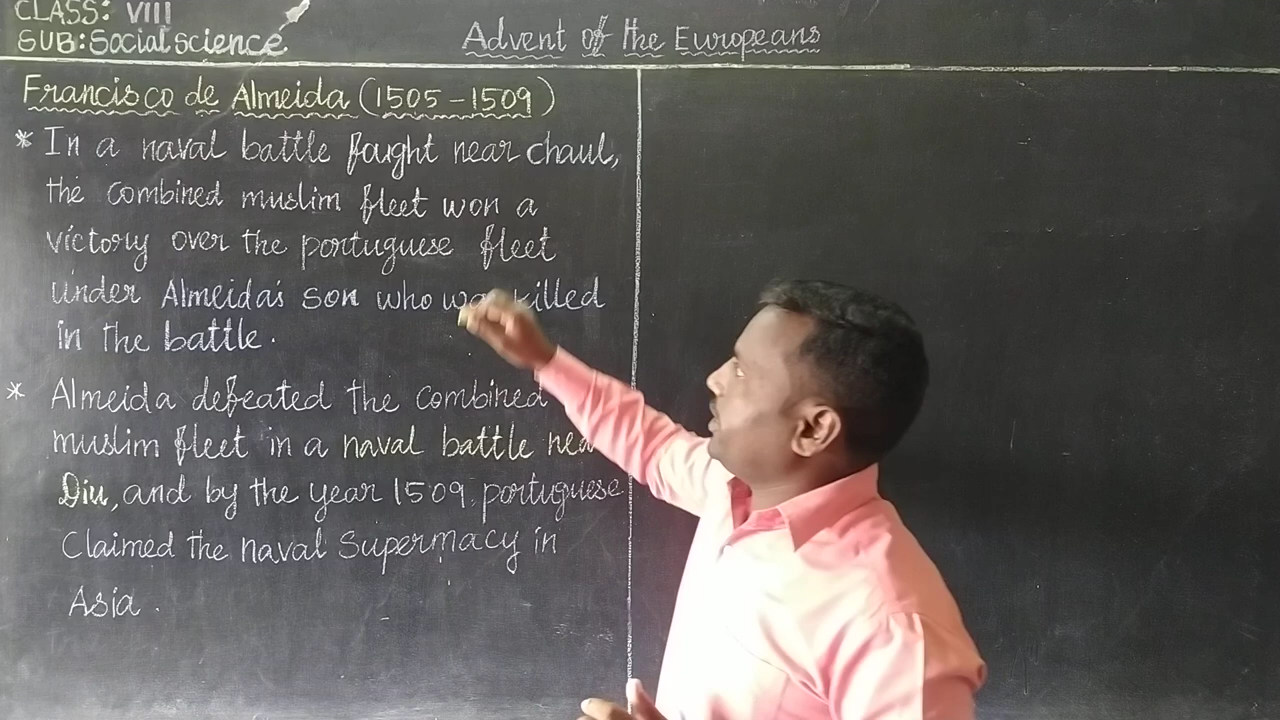 CLASS: VIII
SUB: Social science
Advent of the Europeans
Francisco de Almeida (1505-1509)
* In a naval battle fought near chaul,
the combined muslim fleet won a
victory over the portuguese fleet
under Almeida's son who was killed
in the battle.
* Almeida defeated the combined
muslim fleet in a naval battle near
Diu, and by the year 1509, portuguese
Claimed the naval Supermacy in
Asia.